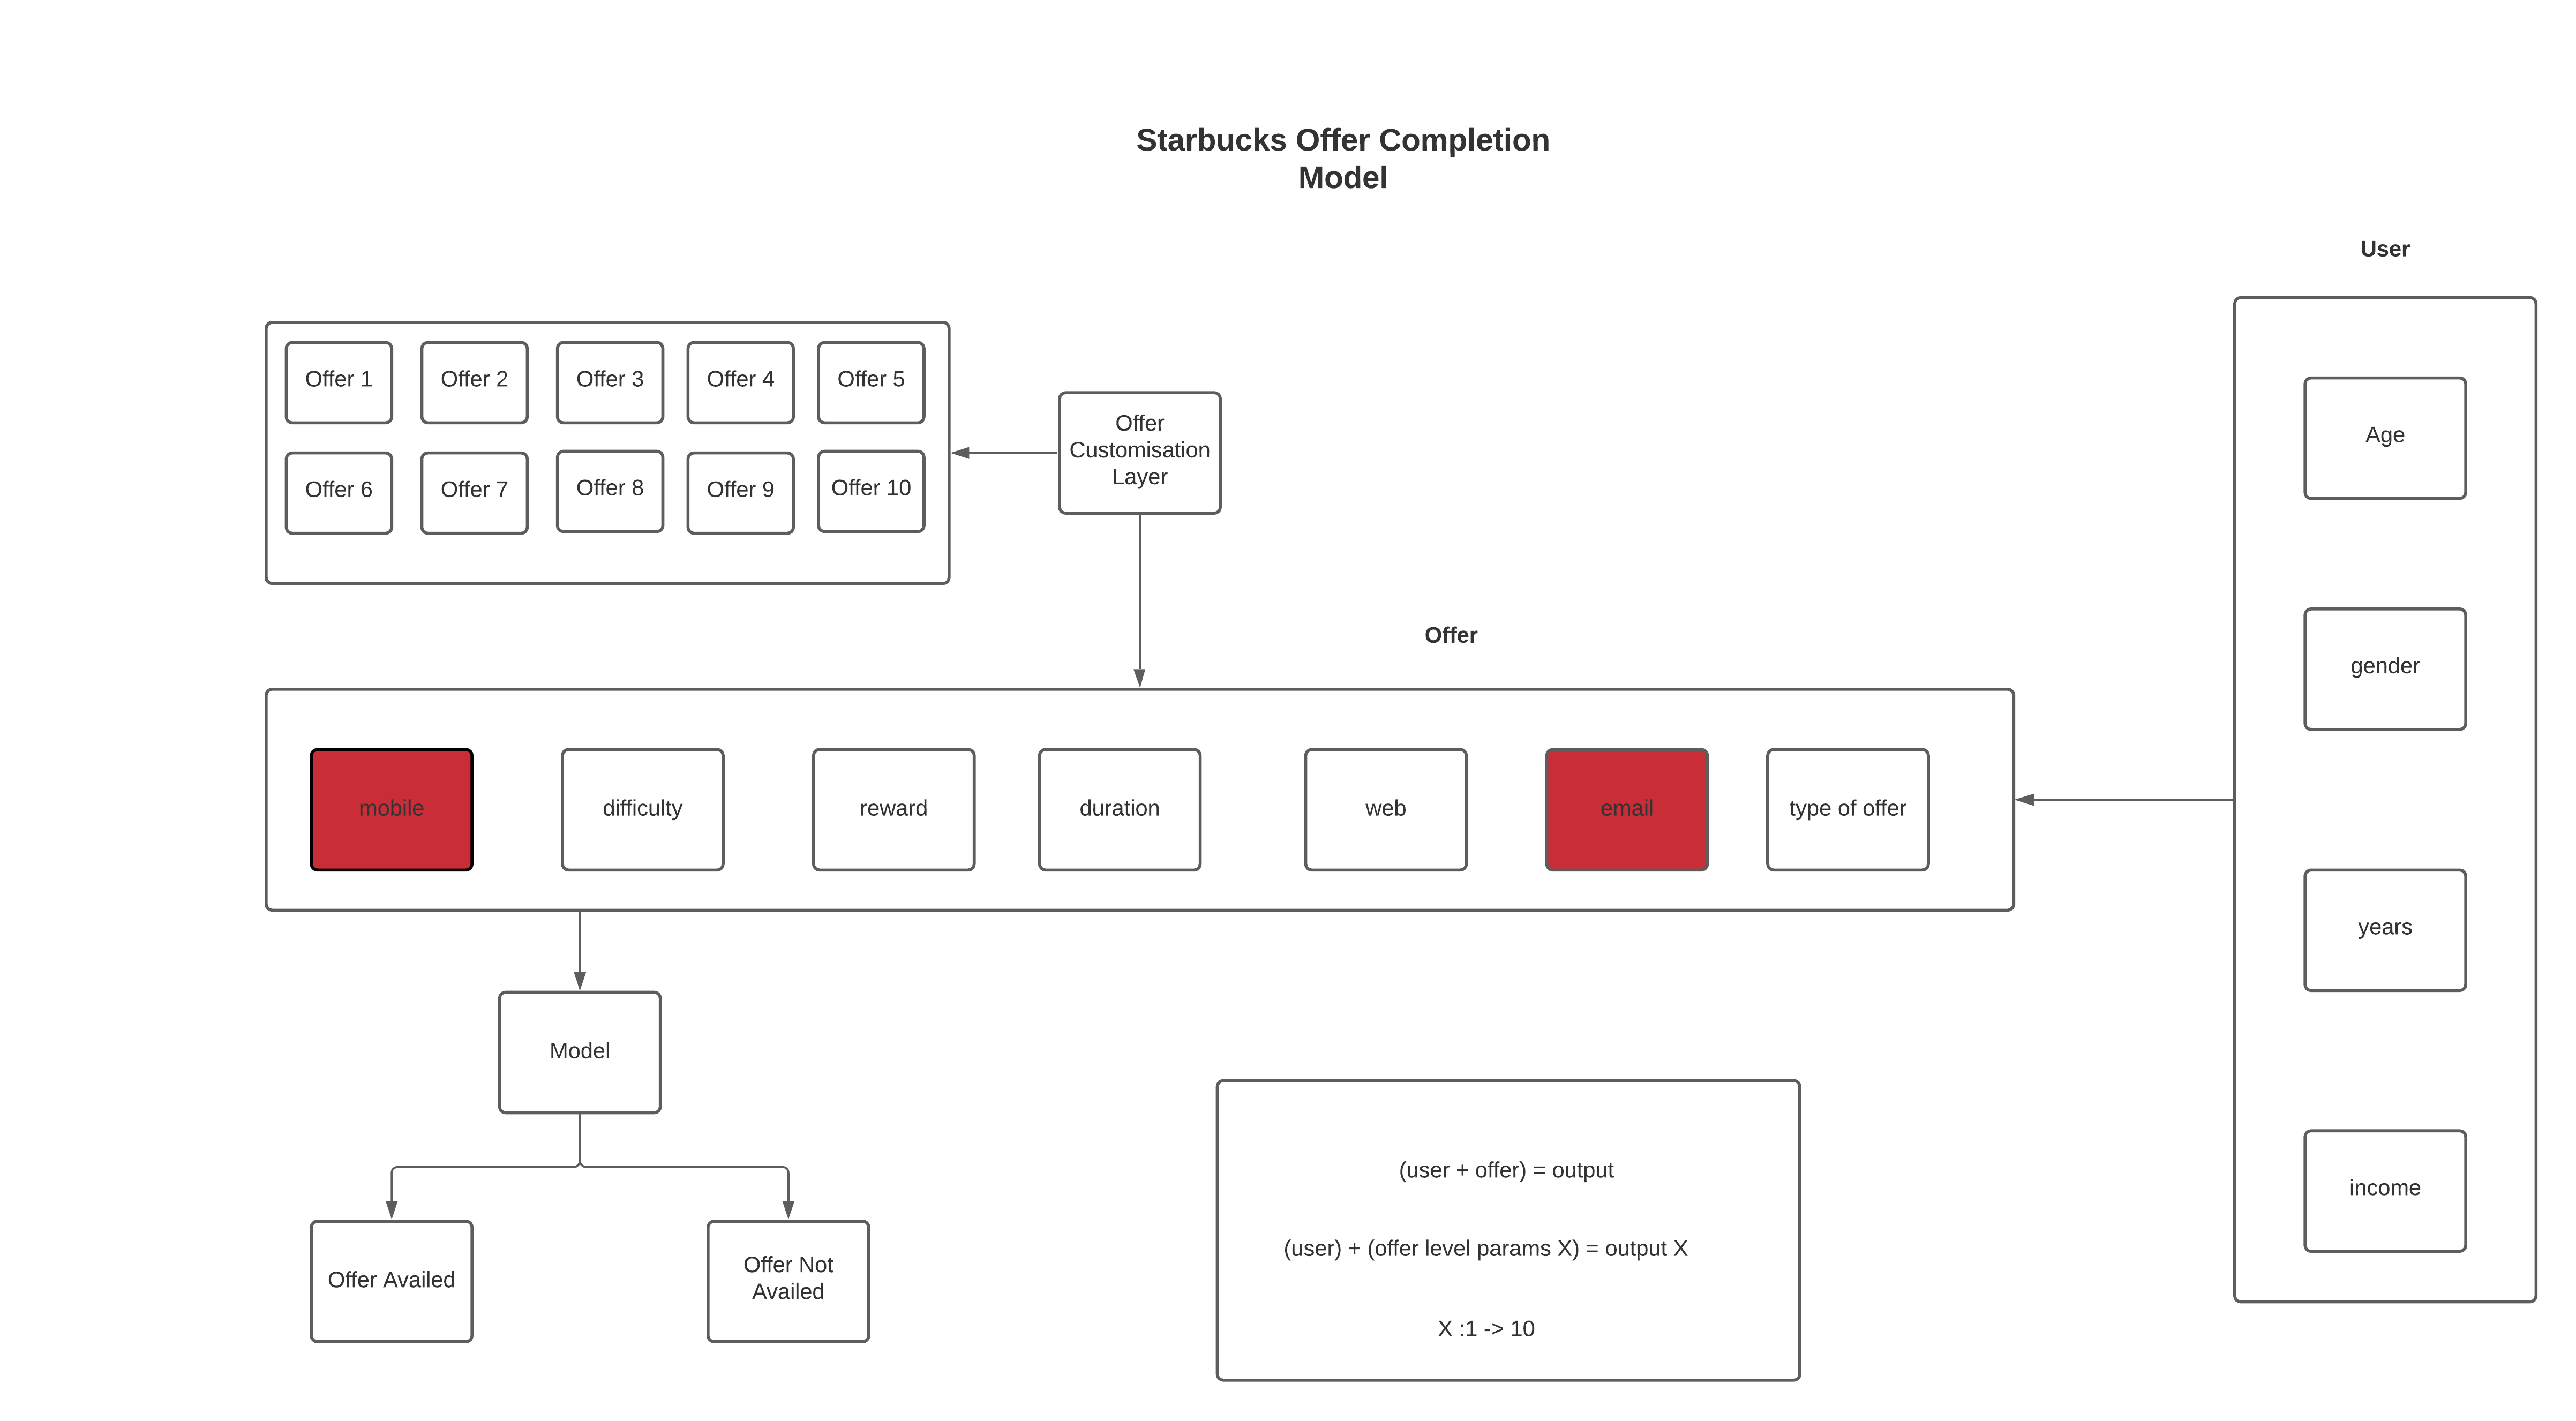 Starbucks Offer Completion
Model
User
Offer 1
Offer 2
Offer 3
Offer 4
Offer 5
Offer 6
Offer 7
Offer 8
Offer 9
Offer 10
Offer
Customisation
Layer
Age
gender
years
income
Offer
mobile
difficulty
reward
duration
web
email
type of offer
Model
Offer Availed
Offer Not
Availed
(user + offer) = output
(user) + (offer level params X) = output X
X :1 -> 10